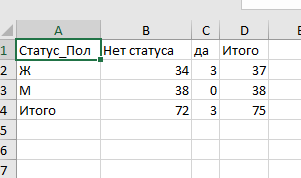 A B C D
1 Статус_Пол Нет статуса да Итого
2 Ж 34 3 37
3 М 38 0 38
4 Итого 72 3 75
5
6
7